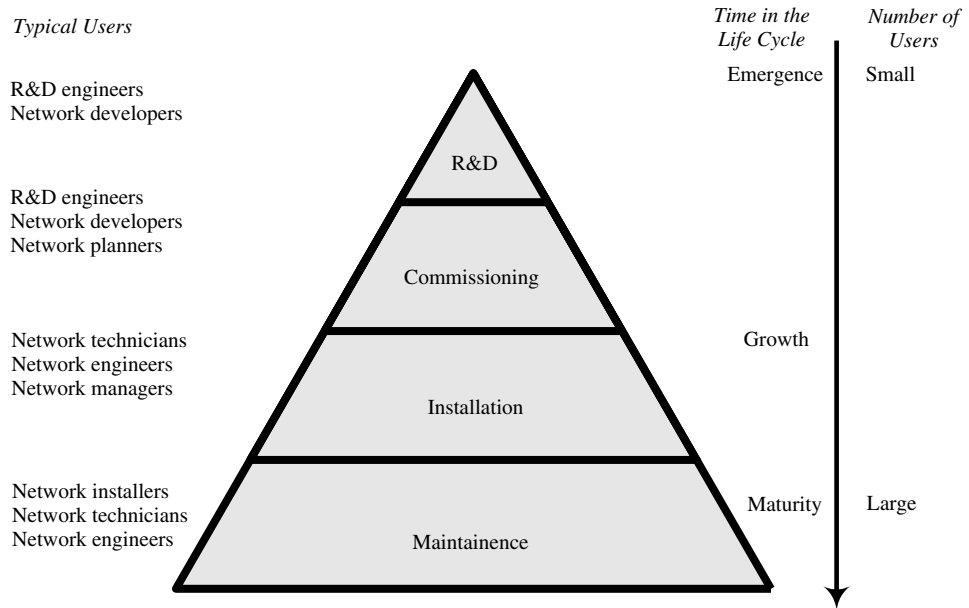 Typical Users
Time in the
Life Cycle
Number of
Users
Emergence
Small
R&D engineers
Network developers
R&D
R&D engineers
Network developers
Network planners
Commissioning
Network technicians
Network engineers
Network managers
Growth
Installation
Network installers
Network technicians
Network engineers
Maturity
Large
Maintainence